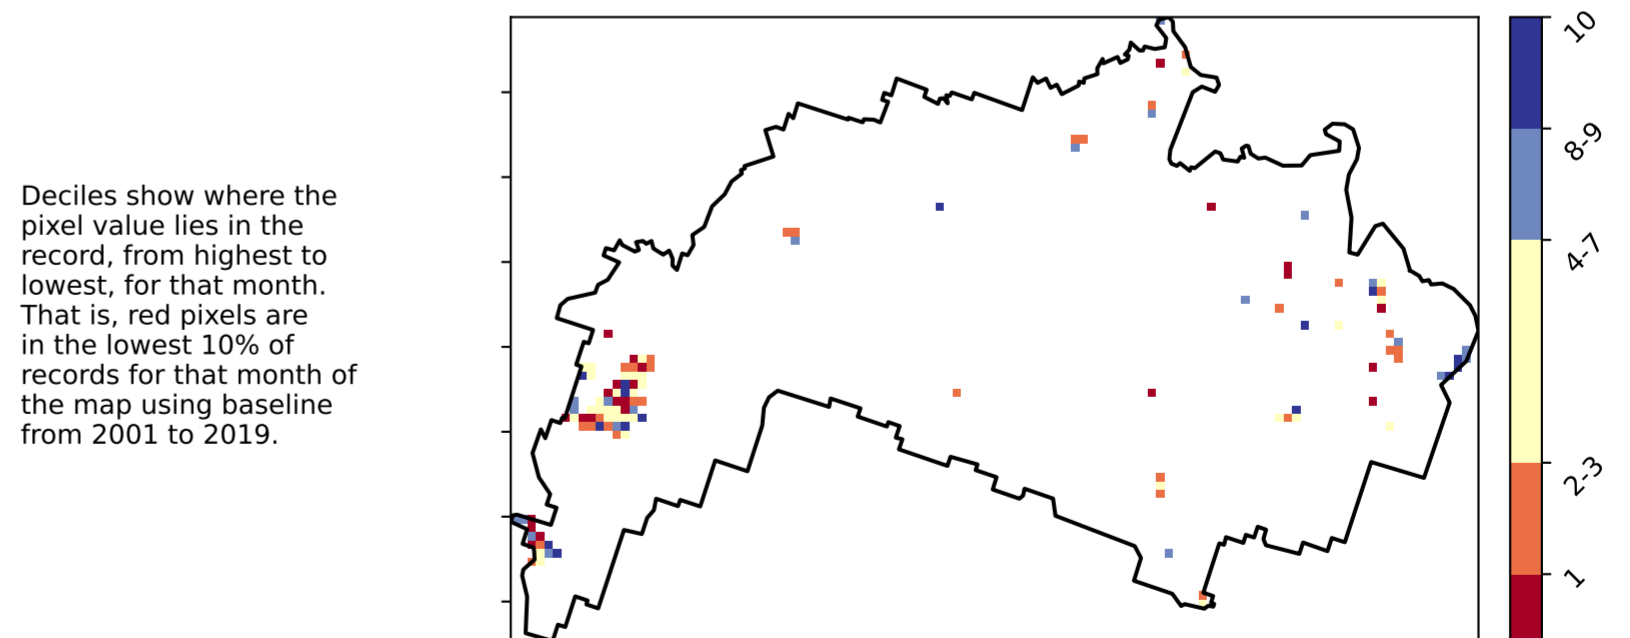 Deciles show where the
pixel value lies in the
record, from highest to
lowest, for that month.
That is, red pixels are
in the lowest 10% of
records for that month of
the map using baseline
from 2001 to 2019.
10
8-9
4-7
2-3
1